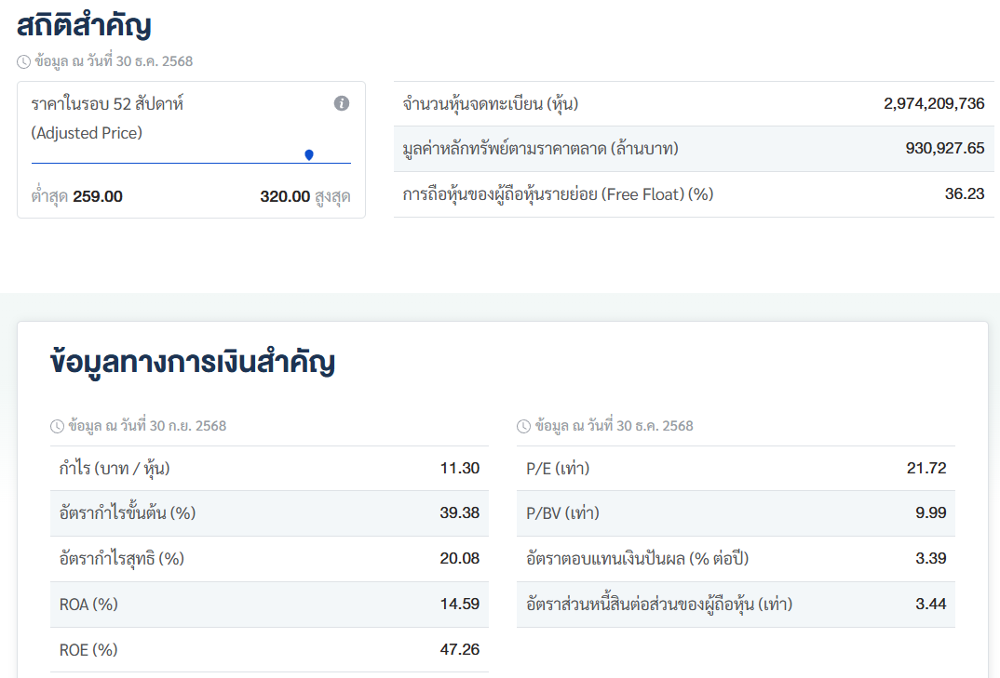 สถิติสำคัญ
ข้อมูล ณ วันที่ 30 ธ.ค. 2568
ราคาในรอบ 52 สัปดาห์
(Adjusted Price)
ต่ำสุด 259.00 320.00 สูงสุด
จำนวนหุ้นจดทะเบียน (หุ้น) 2,974,209,736
มูลค่าหลักทรัพย์ตามราคาตลาด (ล้านบาท) 930,927.65
การถือหุ้นของผู้ถือหุ้นรายย่อย (Free Float) (%) 36.23
ข้อมูลทางการเงินสำคัญ
ข้อมูล ณ วันที่ 30 ก.ย. 2568
กำไร (บาท / หุ้น) 11.30
อัตรากำไรขั้นต้น (%) 39.38
อัตรากำไรสุทธิ (%) 20.08
ROA (%) 14.59
ROE (%) 47.26
ข้อมูล ณ วันที่ 30 ธ.ค. 2568
P/E (เท่า) 21.72
P/BV (เท่า) 9.99
อัตราตอบแทนเงินปันผล (% ต่อปี) 3.39
อัตราส่วนหนี้สินต่อส่วนของผู้ถือหุ้น (เท่า) 3.44